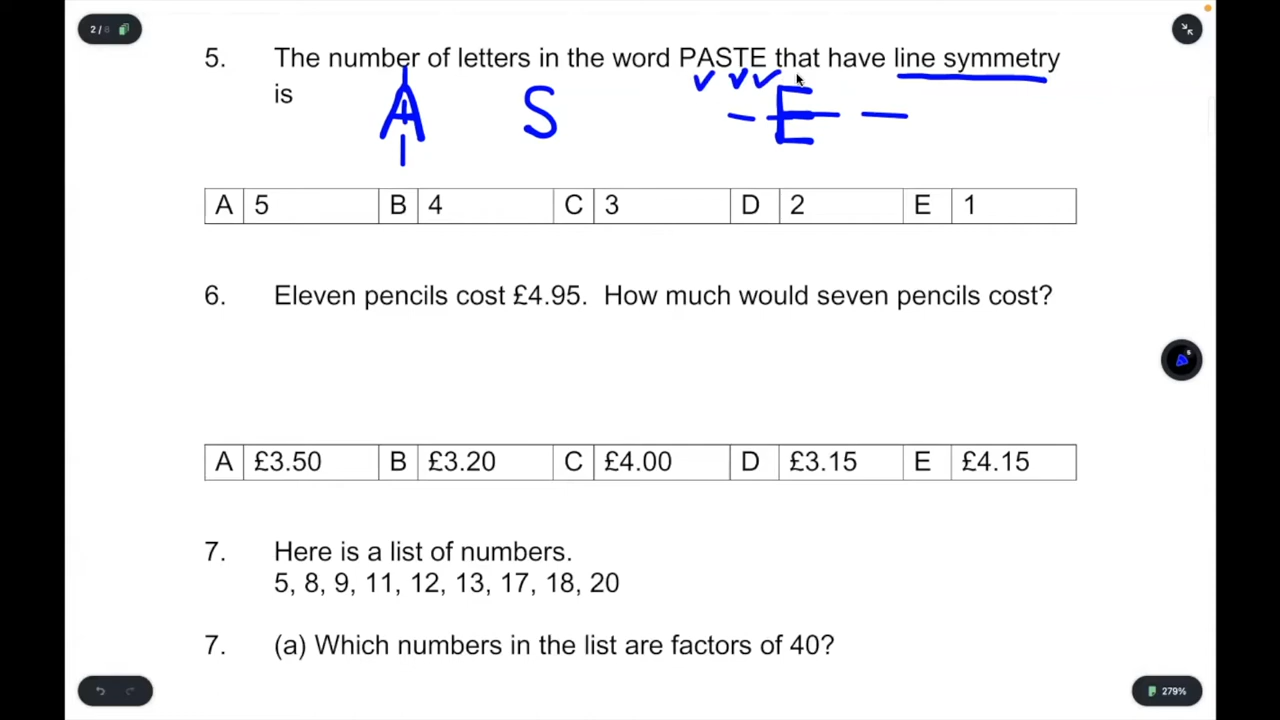 2 / 6
5. The number of letters in the word PASTE that have line symmetry
is
A S E
A 5 B 4 C 3 D 2 E 1
6. Eleven pencils cost £4.95. How much would seven pencils cost?
A £3.50 B £3.20 C £4.00 D £3.15 E £4.15
7. Here is a list of numbers.
5, 8, 9, 11, 12, 13, 17, 18, 20
7. (a) Which numbers in the list are factors of 40?
279%